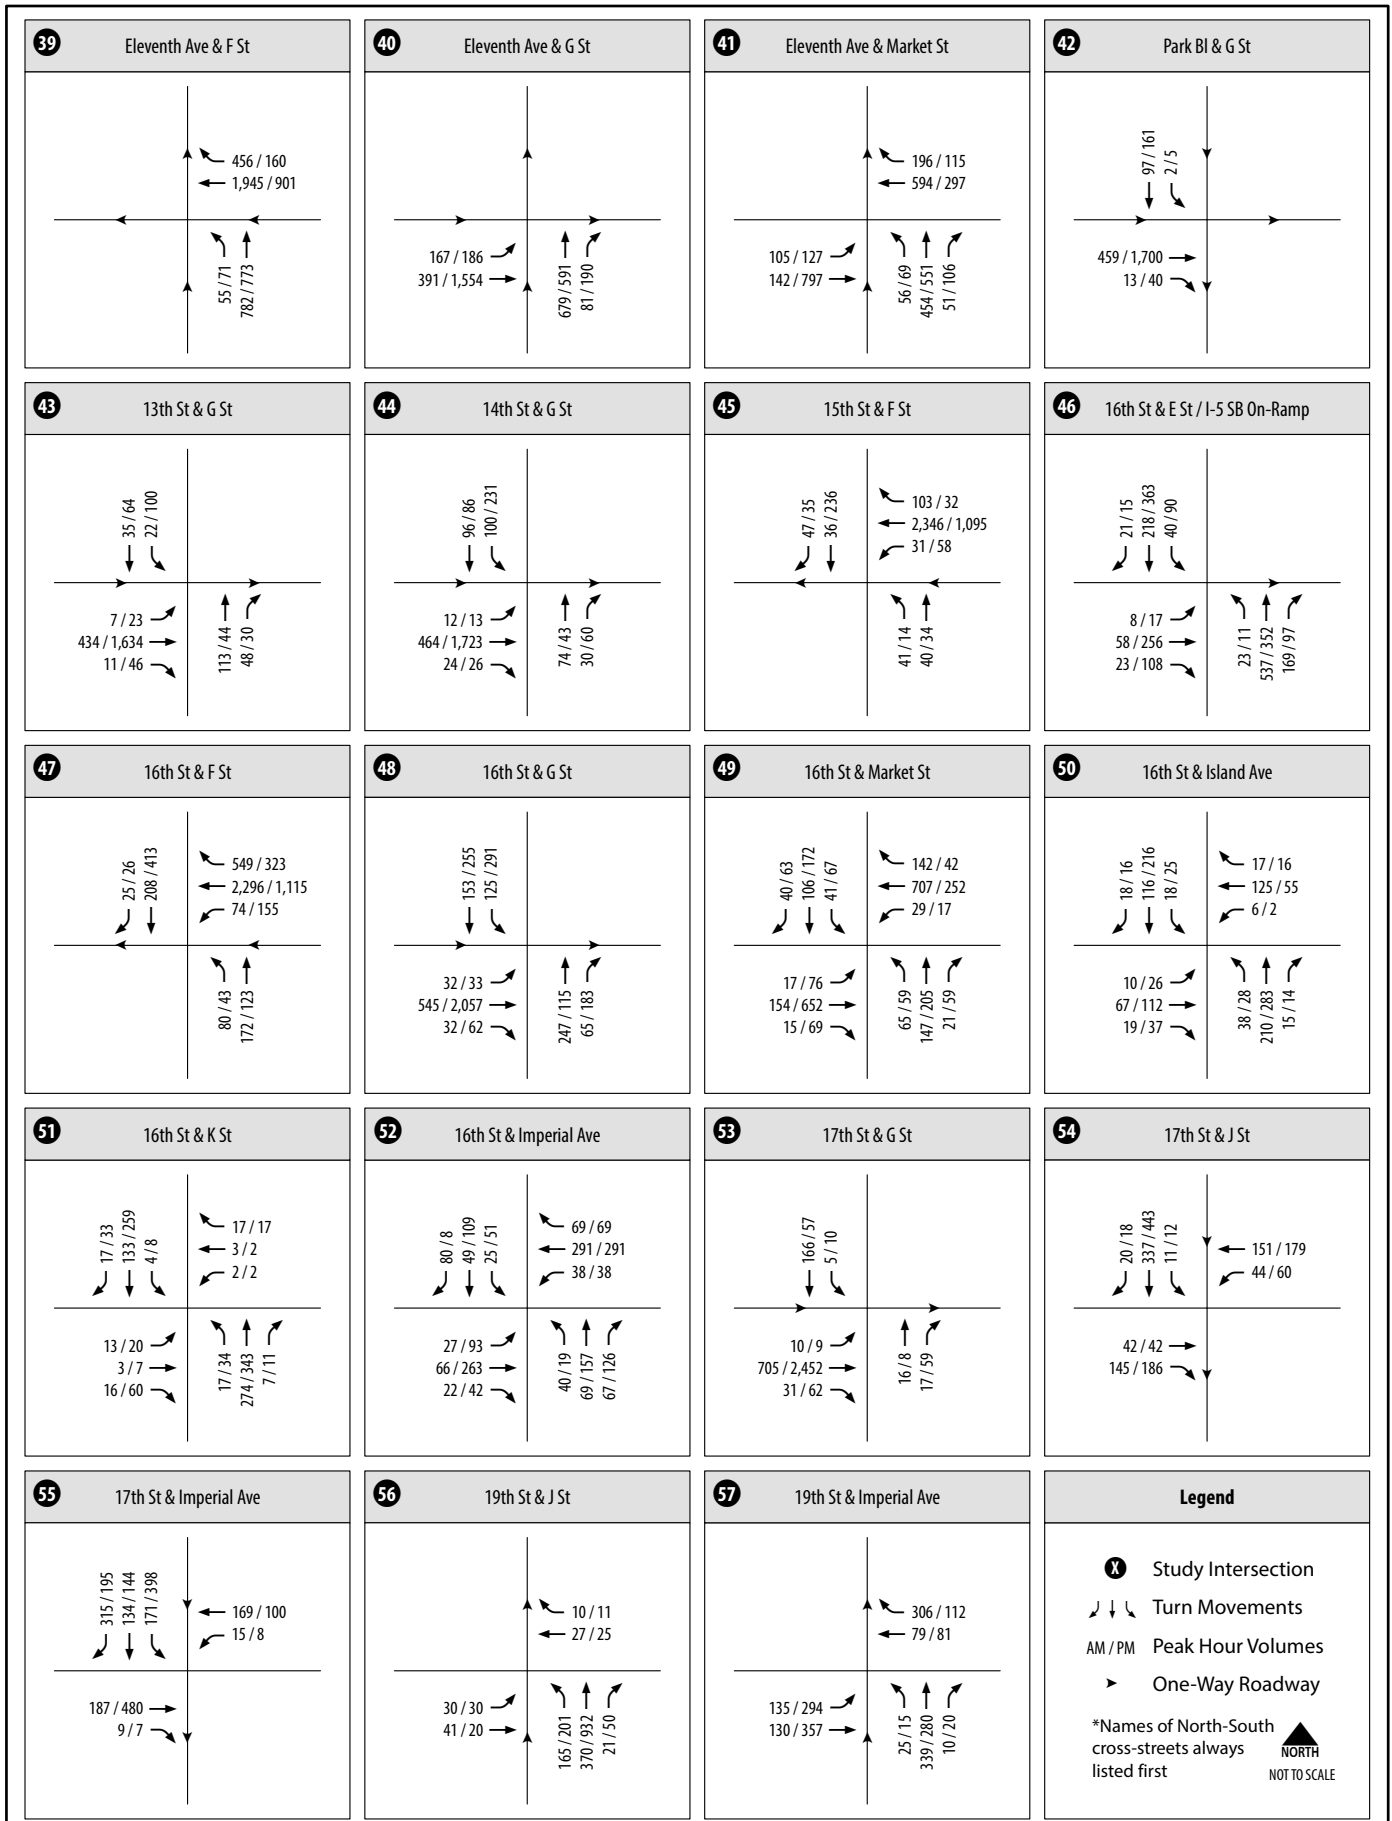 39 Eleventh Ave & F St
456 / 160
1,945 / 901
55 / 71
782 / 773
40 Eleventh Ave & G St
167 / 186
391 / 1,554
679 / 591
81 / 190
41 Eleventh Ave & Market St
196 / 115
594 / 297
105 / 127
142 / 797
56 / 69
454 / 551
51 / 106
42 Park Bl & G St
97 / 161
2 / 5
459 / 1,700
13 / 40
43 13th St & G St
35 / 64
22 / 100
7 / 23
434 / 1,634
11 / 46
113 / 44
48 / 30
44 14th St & G St
96 / 86
100 / 231
12 / 13
464 / 1,723
24 / 26
74 / 43
30 / 60
45 15th St & F St
47 / 35
36 / 236
103 / 32
2,346 / 1,095
31 / 58
41 / 14
40 / 34
46 16th St & E St / I-5 SB On-Ramp
21 / 15
218 / 363
40 / 90
8 / 17
58 / 256
23 / 108
23 / 11
537 / 352
169 / 97
47 16th St & F St
25 / 26
208 / 413
549 / 323
2,296 / 1,115
74 / 155
80 / 43
172 / 123
48 16th St & G St
153 / 255
125 / 291
32 / 33
545 / 2,057
32 / 62
247 / 115
65 / 183
49 16th St & Market St
40 / 63
106 / 172
41 / 67
142 / 42
707 / 252
29 / 17
17 / 76
154 / 652
15 / 69
65 / 59
147 / 205
21 / 59
50 16th St & Island Ave
18 / 16
116 / 216
18 / 25
17 / 16
125 / 55
6 / 2
10 / 26
67 / 112
19 / 37
38 / 28
210 / 283
15 / 14
51 16th St & K St
17 / 33
133 / 259
4 / 8
17 / 17
3 / 2
2 / 2
13 / 20
3 / 7
16 / 60
17 / 34
274 / 343
7 / 11
52 16th St & Imperial Ave
80 / 8
49 / 109
25 / 51
69 / 69
291 / 291
38 / 38
27 / 93
66 / 263
22 / 42
40 / 19
69 / 157
67 / 126
53 17th St & G St
166 / 57
5 / 10
10 / 9
705 / 2,452
31 / 62
16 / 8
17 / 59
54 17th St & J St
20 / 18
337 / 443
11 / 12
151 / 179
44 / 60
42 / 42
145 / 186
55 17th St & Imperial Ave
315 / 195
134 / 144
171 / 398
169 / 100
15 / 8
187 / 480
9 / 7
56 19th St & J St
10 / 11
27 / 25
30 / 30
41 / 20
165 / 201
370 / 932
21 / 50
57 19th St & Imperial Ave
306 / 112
79 / 81
135 / 294
130 / 357
25 / 15
339 / 280
10 / 20
Legend
X Study Intersection
Turn Movements
AM / PM Peak Hour Volumes
One-Way Roadway
*Names of North-South
cross-streets always
listed first
NORTH
NOT TO SCALE